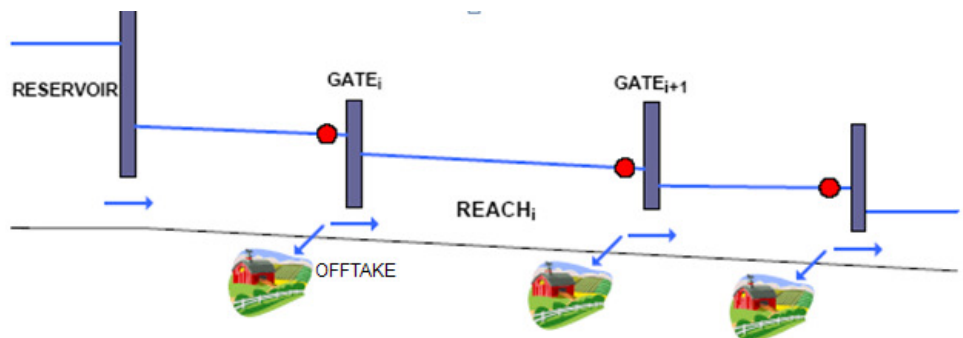 RESERVOIR
GATEi
GATEi+1
REACHi
OFFTAKE